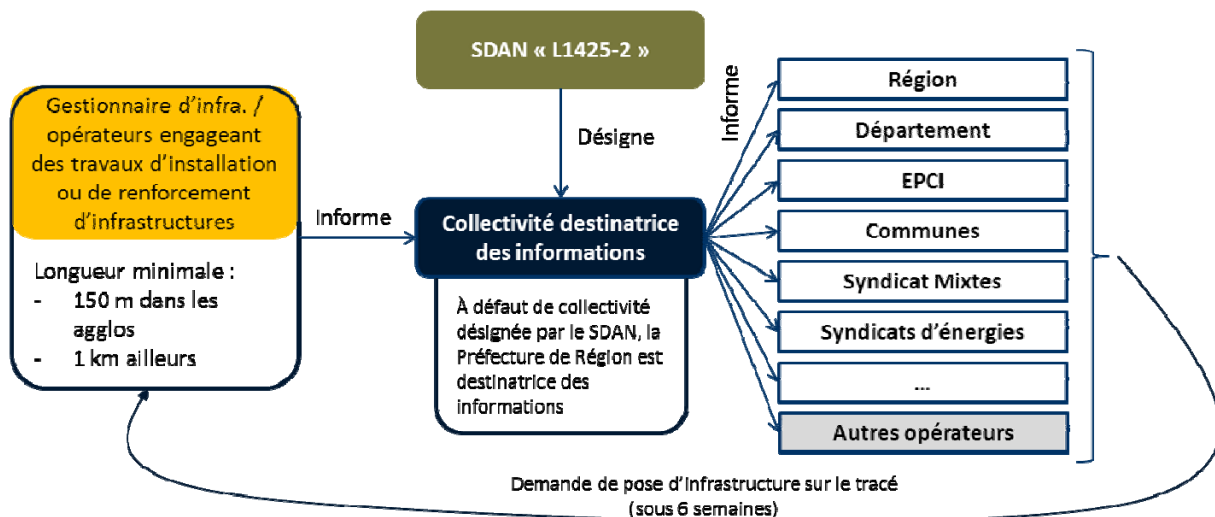 SDAN « L1425-2 »
Gestionnaire d'infra. /
opérateurs engageant
des travaux d'installation
ou de renforcement
d'infrastructures
Longueur minimale :
- 150 m dans les
agglos
- 1 km ailleurs
Informe
Désigne
Collectivité destinatrice
des informations
À défaut de collectivité
désignée par le SDAN, la
Préfecture de Région est
destinatrice des
informations
Informe
Région
Département
EPCI
Communes
Syndicat Mixtes
Syndicats d'énergies
...
Autres opérateurs
Demande de pose d'infrastructure sur le tracé
(sous 6 semaines)